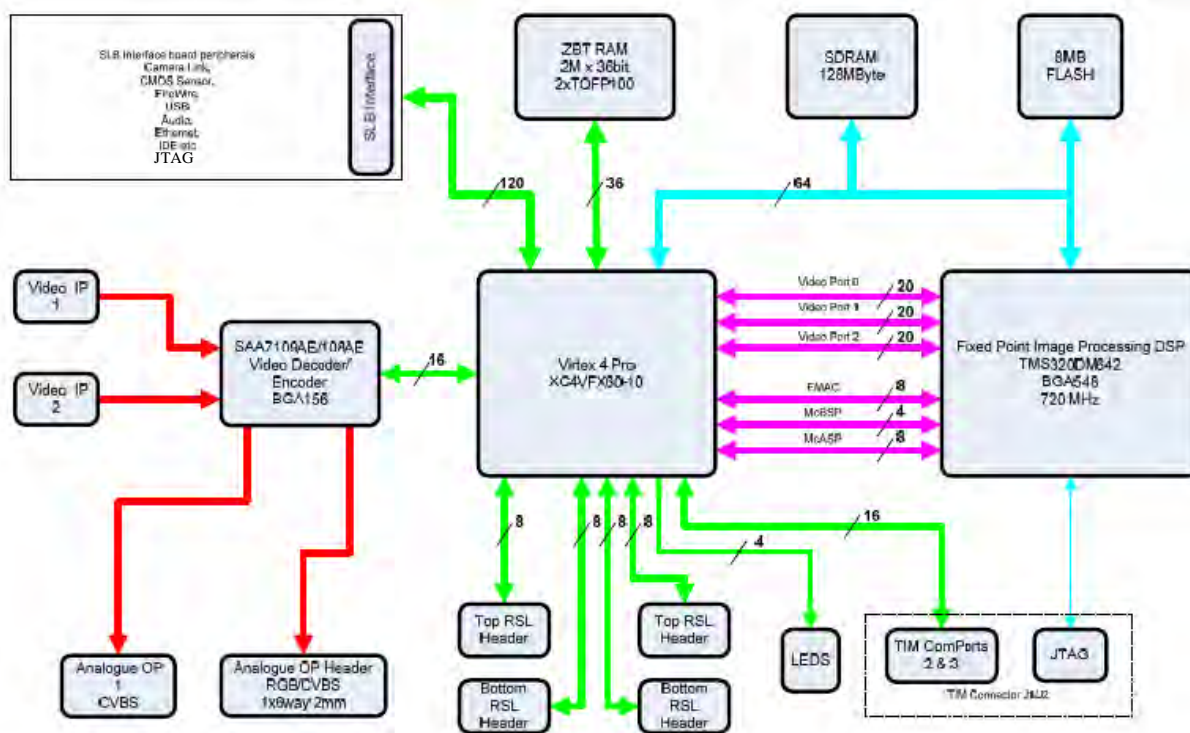 SLB Interface board peripherals
Camera Link,
CMOS Sensor,
FireWire,
USB
Audio,
Ethernet,
IDE etc
JTAG
SLB Interface
ZBT RAM
2M x 36bit
2xTQFP100
SDRAM
128MByte
8MB
FLASH
120
36
64
Video IP
1
Video IP
2
SAA7109AE/108AE
Video Decoder/
Encoder
BGA156
16
Virtex 4 Pro
XC4VFX60-10
Video Port 0
20
Video Port 1
20
Video Port 2
20
EMAC
8
McBSP
4
McASP
8
Fixed Point Image Processing DSP
TMS320DM642
BGA548
720 MHz
8
8
8
8
4
16
Top RSL
Header
Top RSL
Header
Bottom
RSL
Header
Bottom
RSL
Header
LEDS
TIM ComPorts
2 & 3
JTAG
TIM Connector J1&J2
Analogue OP
1
CVBS
Analogue OP Header
RGB/CVBS
1x6way 2mm